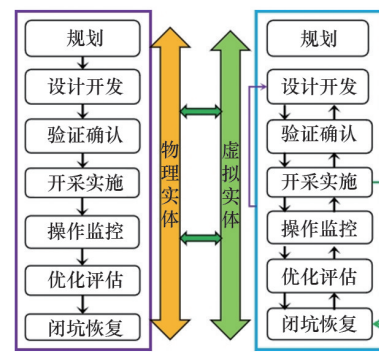 规划
设计开发
验证确认
开采实施
操作监控
优化评估
闭坑恢复
物理实体
虚拟实体
规划
设计开发
验证确认
开采实施
操作监控
优化评估
闭坑恢复